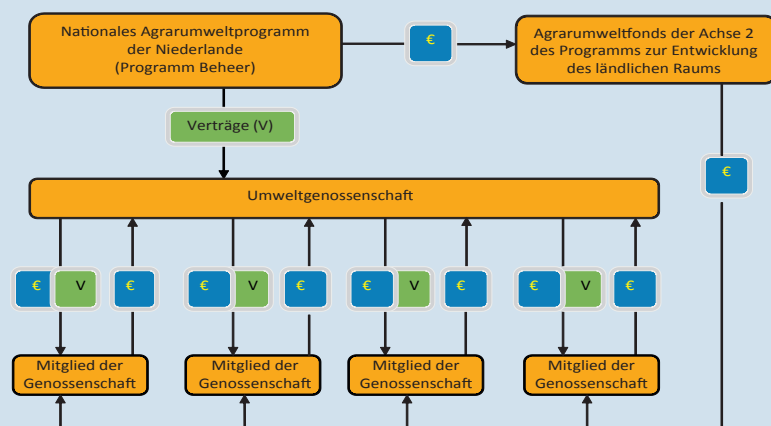 Nationales Agrarumweltprogramm
der Niederlande
(Programm Beheer)
€
Agrarumweltfonds der Achse 2
des Programms zur Entwicklung
des ländlichen Raums
Verträge (V)
€
Umweltgenossenschaft
€ V €
€ V €
€ V €
€ V €
Mitglied der
Genossenschaft
Mitglied der
Genossenschaft
Mitglied der
Genossenschaft
Mitglied der
Genossenschaft